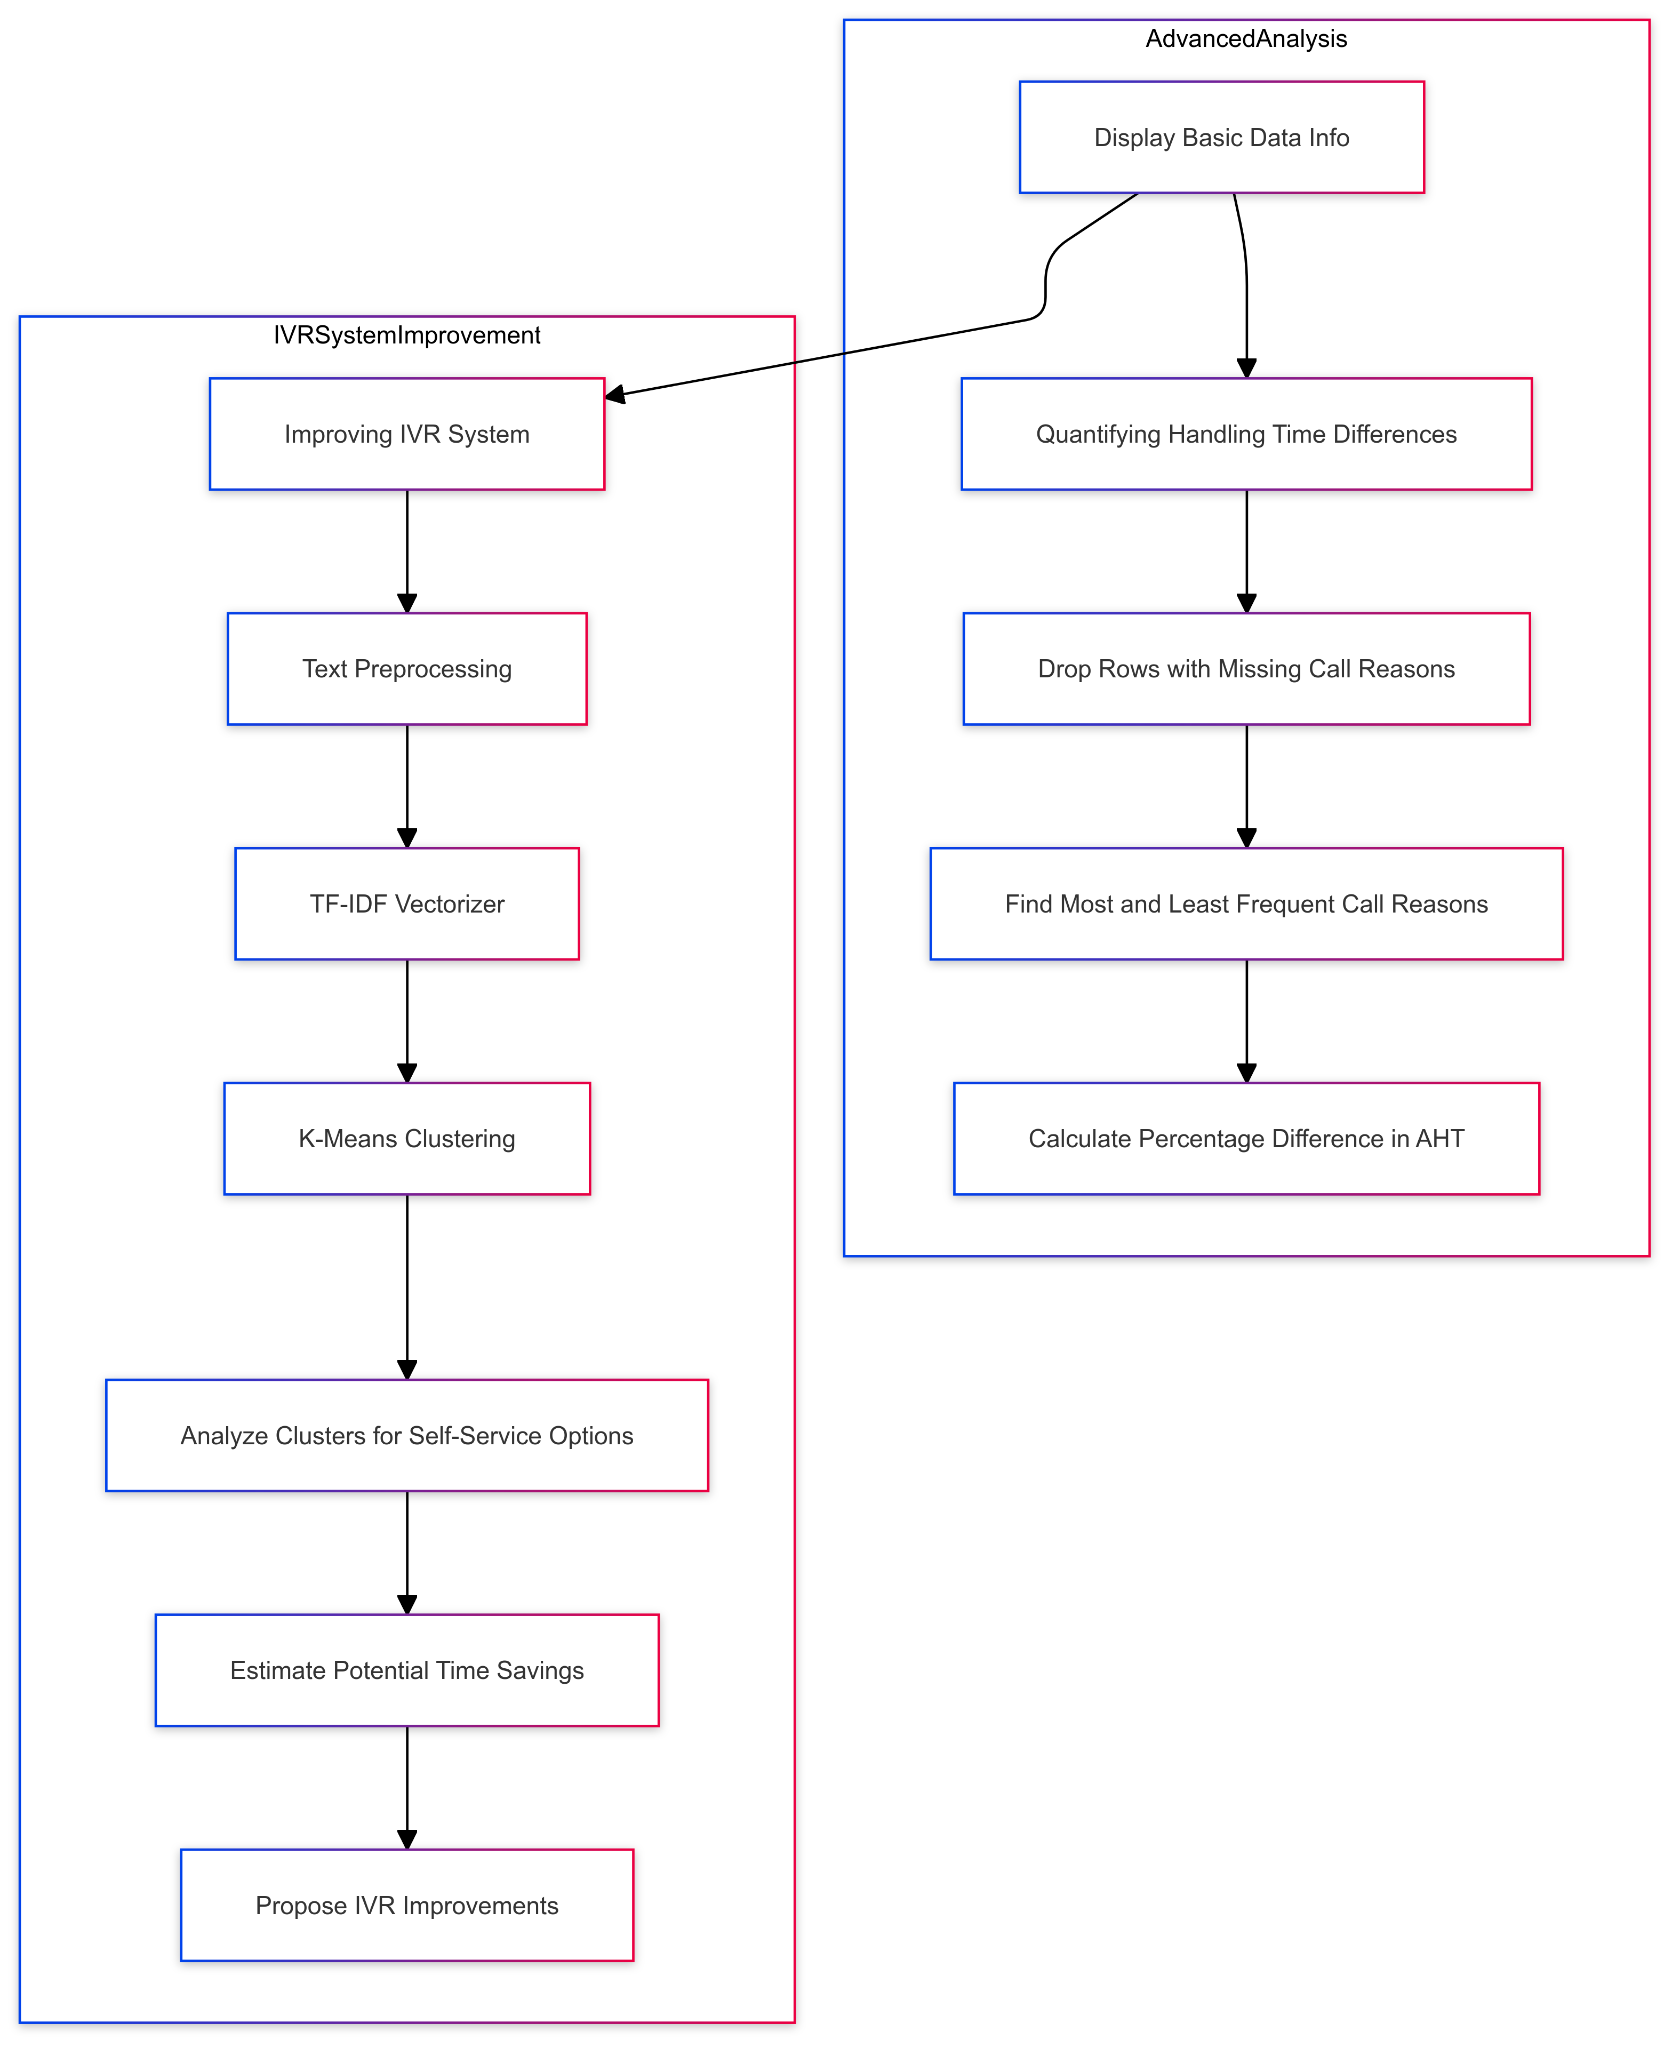 AdvancedAnalysis
Display Basic Data Info
IVRSystemImprovement
Improving IVR System
Quantifying Handling Time Differences
Text Preprocessing
Drop Rows with Missing Call Reasons
TF-IDF Vectorizer
Find Most and Least Frequent Call Reasons
K-Means Clustering
Calculate Percentage Difference in AHT
Analyze Clusters for Self-Service Options
Estimate Potential Time Savings
Propose IVR Improvements